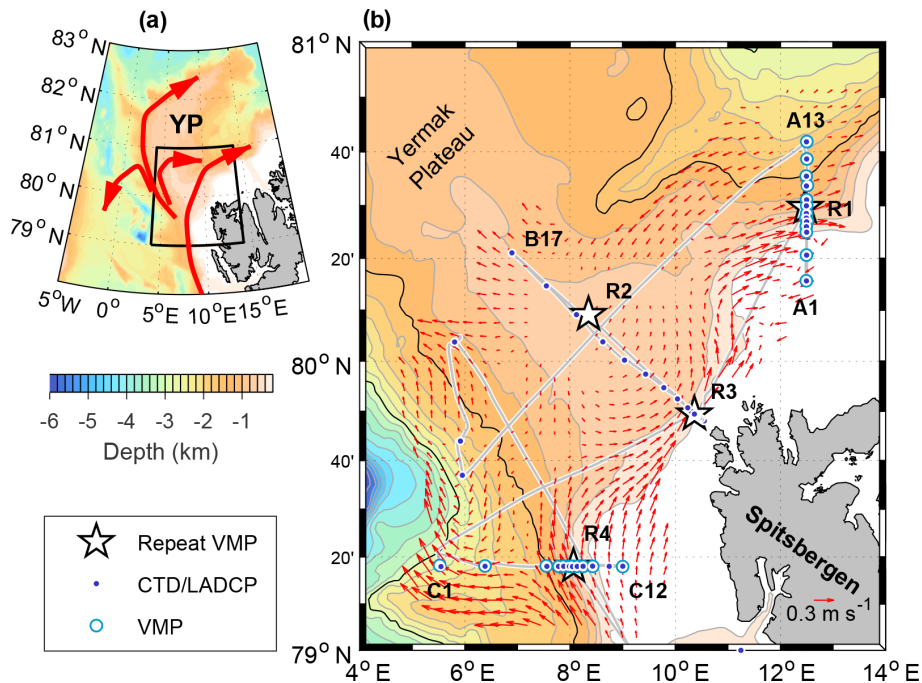 (a)
83° N
82° N
81° N
80° N
79° N
5° W
0°
5° E
10° E
15° E
YP
-6 -5 -4 -3 -2 -1
Depth (km)
Repeat VMP
CTD/LADCP
VMP
(b)
81° N
40'
20'
80° N
40'
20'
79° N
4° E
6° E
8° E
10° E
12° E
14° E
Yermak
Plateau
A13
R1
A1
B17
R2
R3
R4
C1
C12
Spitsbergen
0.3 m s⁻¹